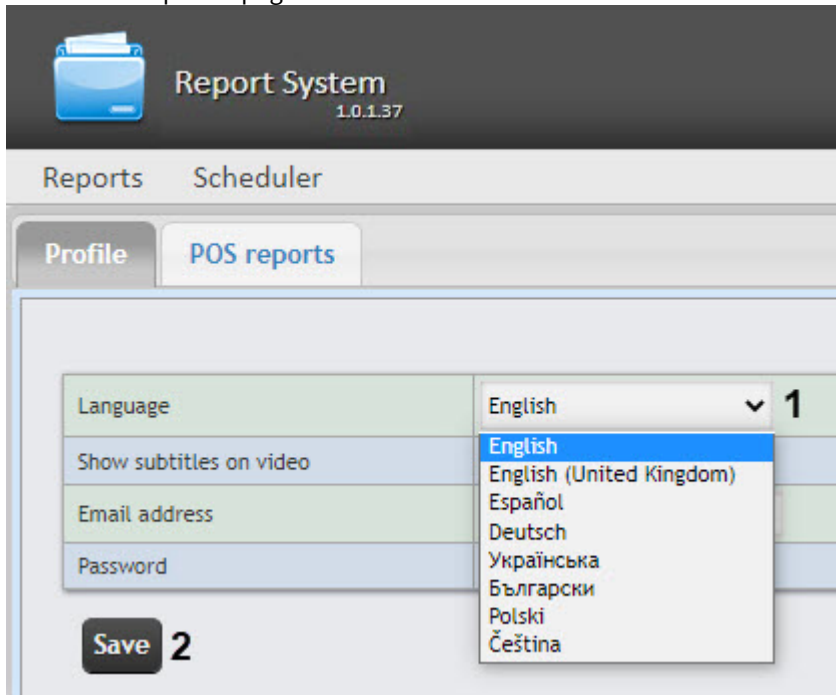 Report System
1.0.1.37
Reports Scheduler
Profile POS reports
Language English 1
Show subtitles on video
Email address
Password
English
English (United Kingdom)
Español
Deutsch
Українська
Български
Polski
Čeština
Save 2